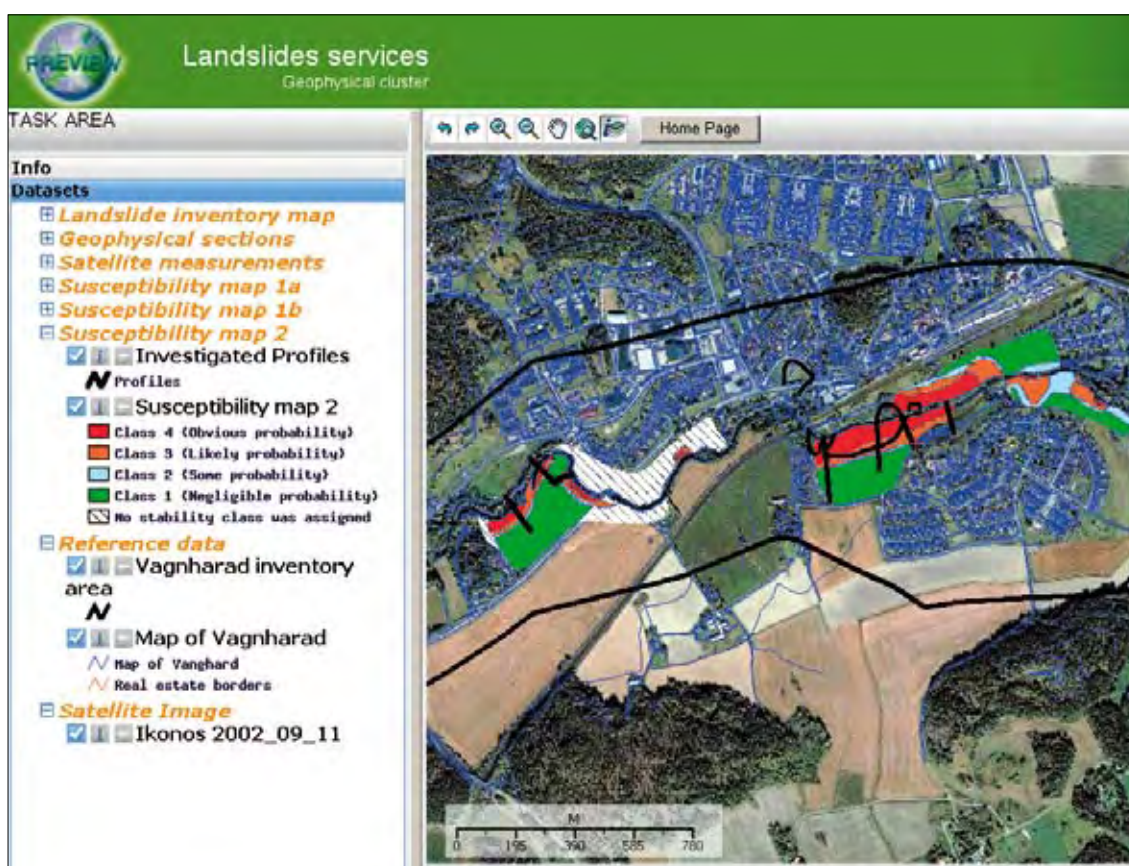 PREVIEW
Landslides services
Geophysical cluster
TASK AREA
Home Page
Info
Datasets
Landslide inventory map
Geophysical sections
Satellite measurements
Susceptibility map 1a
Susceptibility map 1b
Susceptibility map 2
Investigated Profiles
Profiles
Susceptibility map 2
Class 4 (Obvious probability)
Class 3 (Likely probability)
Class 2 (Some probability)
Class 1 (Negligible probability)
No stability class was assigned
Reference data
Vagnharad inventory
area
Map of Vagnharad
Map of Vanghard
Real estate borders
Satellite Image
Ikonos 2002_09_11
M
0 195 390 585 780